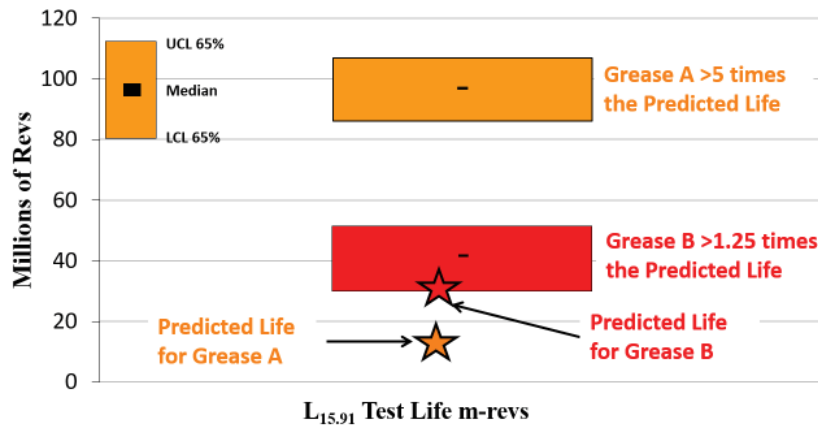 120
100
80
60
40
20
0
Millions of Revs
UCL 65%
Median
LCL 65%
Grease A >5 times
the Predicted Life
Grease B >1.25 times
the Predicted Life
Predicted Life
for Grease A
Predicted Life
for Grease B
L15.91 Test Life m-revs